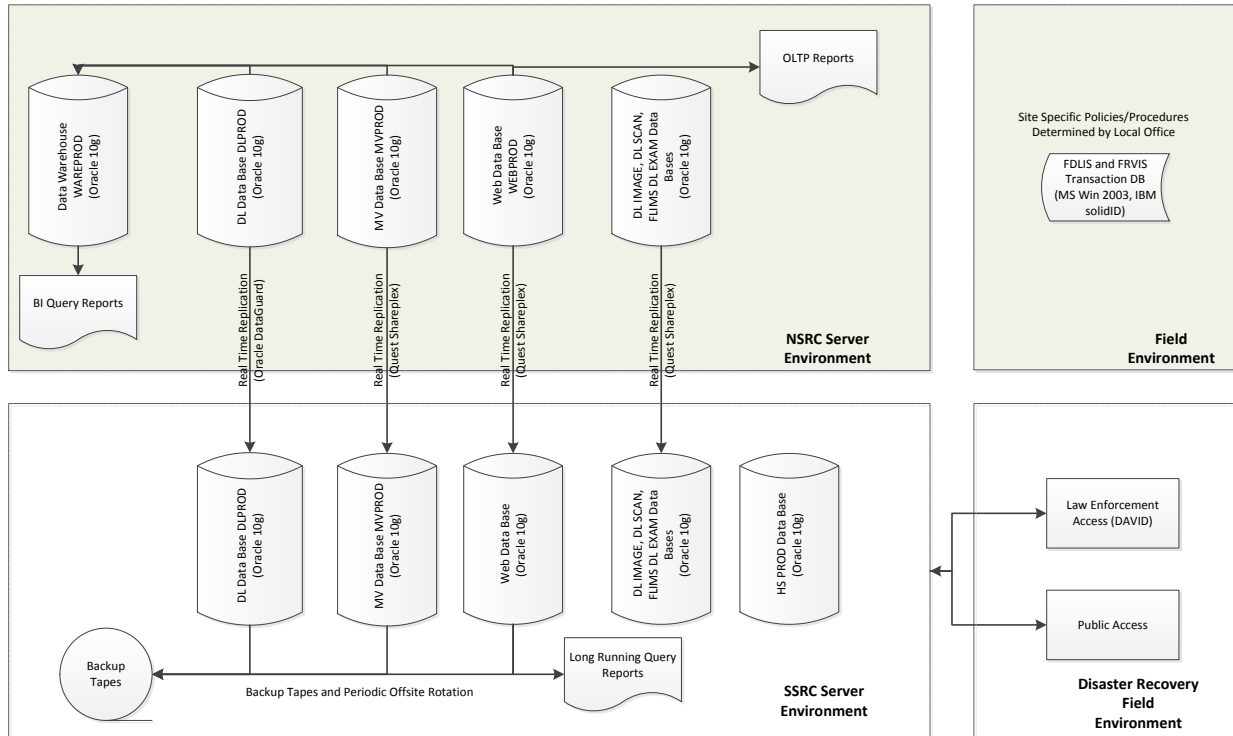 OLTP Reports
Data Warehouse
WAREPROD
(Oracle 10g)
DL Data Base DLPROD
(Oracle 10g)
MV Data Base MVPROD
(Oracle 10g)
Web Data Base
WEBPROD
(Oracle 10g)
DL IMAGE, DL SCAN,
FLIMS DL EXAM Data
Bases
(Oracle 10g)
BI Query Reports
Real Time Replication
(Oracle DataGuard)
Real Time Replication
(Quest Shareplex)
Real Time Replication
(Quest Shareplex)
Real Time Replication
(Quest Shareplex)
NSRC Server
Environment
Site Specific Policies/Procedures
Determined by Local Office
FDLIS and FRVIS
Transaction DB
(MS Win 2003, IBM
solidID)
Field
Environment
DL Data Base DLPROD
(Oracle 10g)
MV Data Base MVPROD
(Oracle 10g)
Web Data Base
(Oracle 10g)
DL IMAGE, DL SCAN,
FLIMS DL EXAM Data
Bases
(Oracle 10g)
HS PROD Data Base
(Oracle 10g)
Backup
Tapes
Backup Tapes and Periodic Offsite Rotation
Long Running Query
Reports
SSRC Server
Environment
Law Enforcement
Access (DAVID)
Public Access
Disaster Recovery
Field
Environment